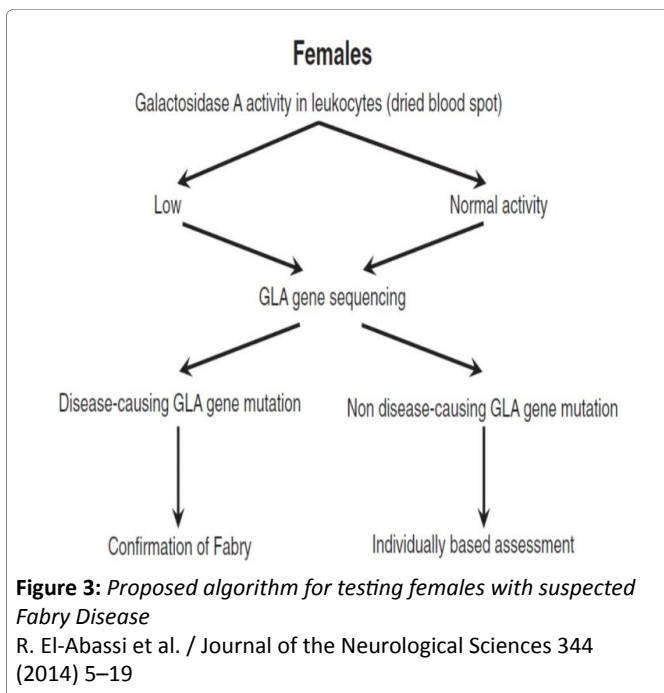 Females
Galactosidase A activity in leukocytes (dried blood spot)
Low
Normal activity
GLA gene sequencing
Disease-causing GLA gene mutation
Non disease-causing GLA gene mutation
Confirmation of Fabry
Individually based assessment
Figure 3: Proposed algorithm for testing females with suspected
Fabry Disease
R. El-Abassi et al. / Journal of the Neurological Sciences 344
(2014) 5–19